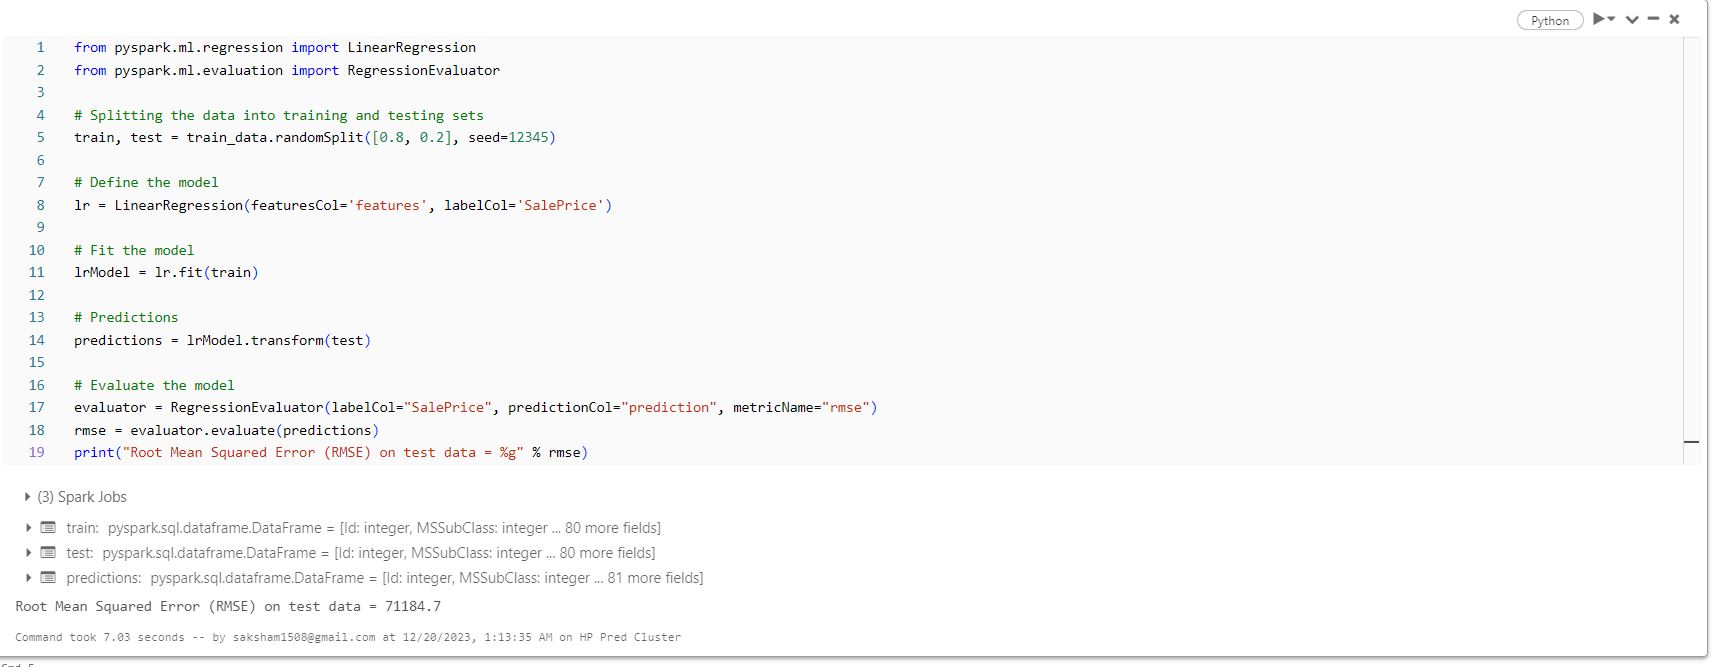 Python
1 from pyspark.ml.regression import LinearRegression
2 from pyspark.ml.evaluation import RegressionEvaluator
3
4 # Splitting the data into training and testing sets
5 train, test = train_data.randomSplit([0.8, 0.2], seed=12345)
6
7 # Define the model
8 lr = LinearRegression(featuresCol='features', labelCol='SalePrice')
9
10 # Fit the model
11 lrModel = lr.fit(train)
12
13 # Predictions
14 predictions = lrModel.transform(test)
15
16 # Evaluate the model
17 evaluator = RegressionEvaluator(labelCol="SalePrice", predictionCol="prediction", metricName="rmse")
18 rmse = evaluator.evaluate(predictions)
19 print("Root Mean Squared Error (RMSE) on test data = %g" % rmse)
(3) Spark Jobs
train: pyspark.sql.dataframe.DataFrame = [Id: integer, MSSubClass: integer ... 80 more fields]
test: pyspark.sql.dataframe.DataFrame = [Id: integer, MSSubClass: integer ... 80 more fields]
predictions: pyspark.sql.dataframe.DataFrame = [Id: integer, MSSubClass: integer ... 81 more fields]
Root Mean Squared Error (RMSE) on test data = 71184.7
Command took 7.03 seconds -- by saksham1508@gmail.com at 12/20/2023, 1:13:35 AM on HP Pred Cluster